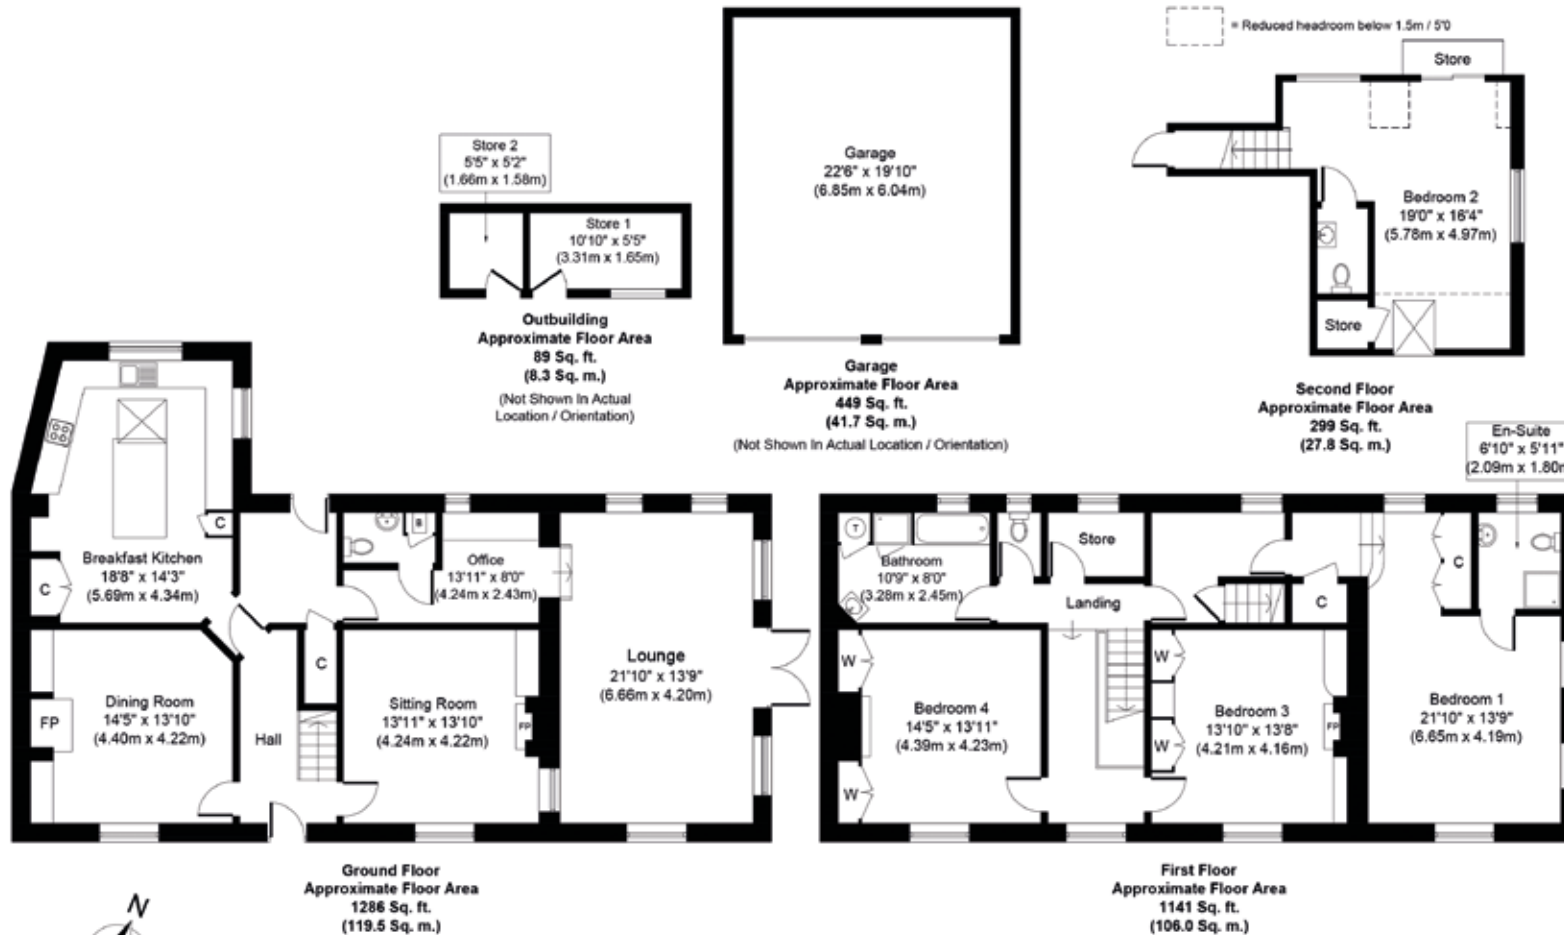 = Reduced headroom below 1.5m / 5'0
Store
Store 2
5'5" x 5'2"
(1.66m x 1.58m)
Store 1
10'10" x 5'5"
(3.31m x 1.65m)
Outbuilding
Approximate Floor Area
89 Sq. ft.
(8.3 Sq. m.)
(Not Shown In Actual
Location / Orientation)
Garage
22'6" x 19'10"
(6.85m x 6.04m)
Garage
Approximate Floor Area
449 Sq. ft.
(41.7 Sq. m.)
(Not Shown In Actual Location / Orientation)
Bedroom 2
19'0" x 16'4"
(5.78m x 4.97m)
Store
Second Floor
Approximate Floor Area
299 Sq. ft.
(27.8 Sq. m.)
Breakfast Kitchen
18'8" x 14'3"
(5.69m x 4.34m)
C
C
B
Office
13'11" x 8'0"
(4.24m x 2.43m)
Dining Room
14'5" x 13'10"
(4.40m x 4.22m)
FP
Hall
C
Sitting Room
13'11" x 13'10"
(4.24m x 4.22m)
FP
Lounge
21'10" x 13'9"
(6.66m x 4.20m)
Ground Floor
Approximate Floor Area
1286 Sq. ft.
(119.5 Sq. m.)
N
En-Suite
6'10" x 5'11"
(2.09m x 1.80m
T
Bathroom
10'9" x 8'0"
(3.28m x 2.45m)
Store
Landing
C
C
W
W
Bedroom 4
14'5" x 13'11"
(4.39m x 4.23m)
W
W
Bedroom 3
13'10" x 13'8"
(4.21m x 4.16m)
FP
Bedroom 1
21'10" x 13'9"
(6.65m x 4.19m)
First Floor
Approximate Floor Area
1141 Sq. ft.
(106.0 Sq. m.)